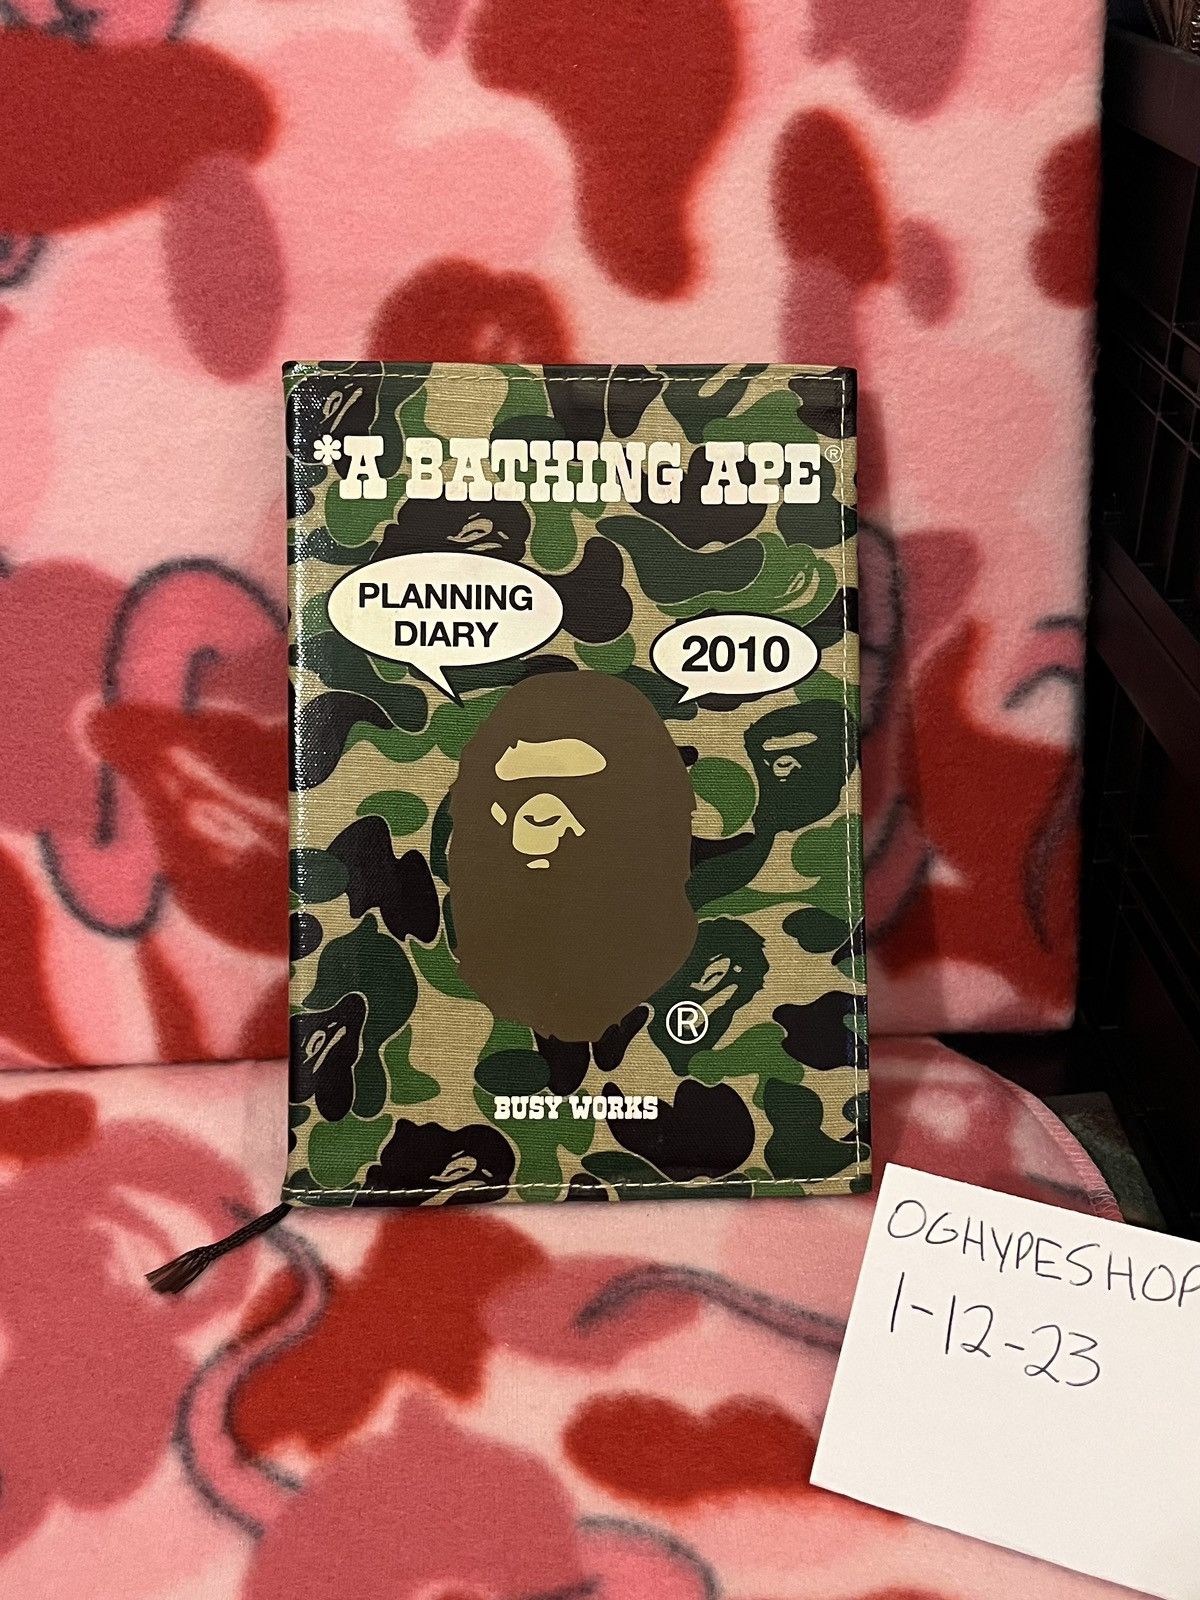 *A BATHING APE®
PLANNING
DIARY
2010
®
BUSY WORKS
OGHYPESHOP
1-12-23